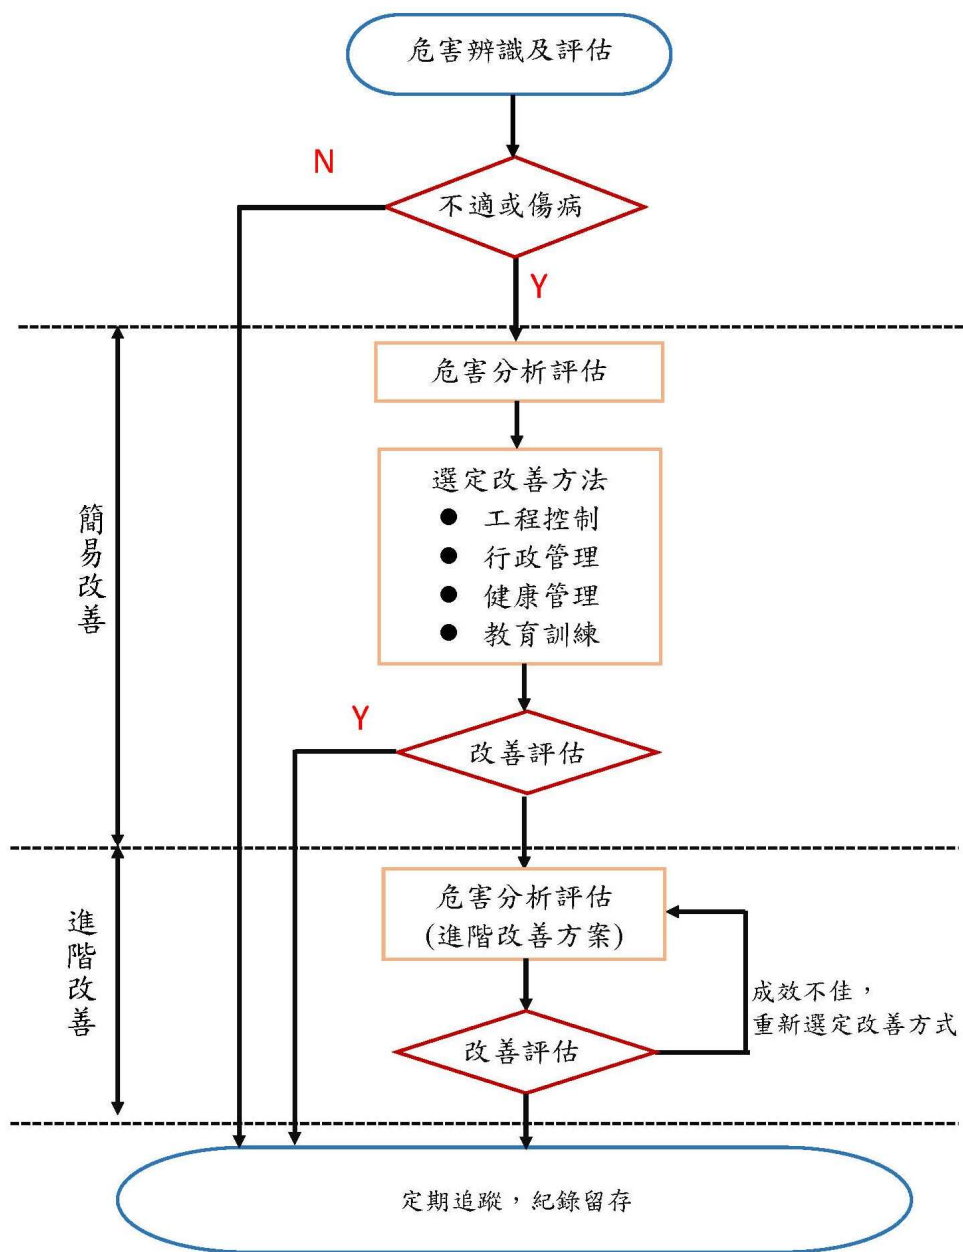 危害辨識及評估
N
不適或傷病
Y
危害分析評估
選定改善方法
● 工程控制
● 行政管理
● 健康管理
● 教育訓練
簡易改善
Y
改善評估
危害分析評估
(進階改善方案)
進階改善
成效不佳，
重新選定改善方式
改善評估
定期追蹤，紀錄留存